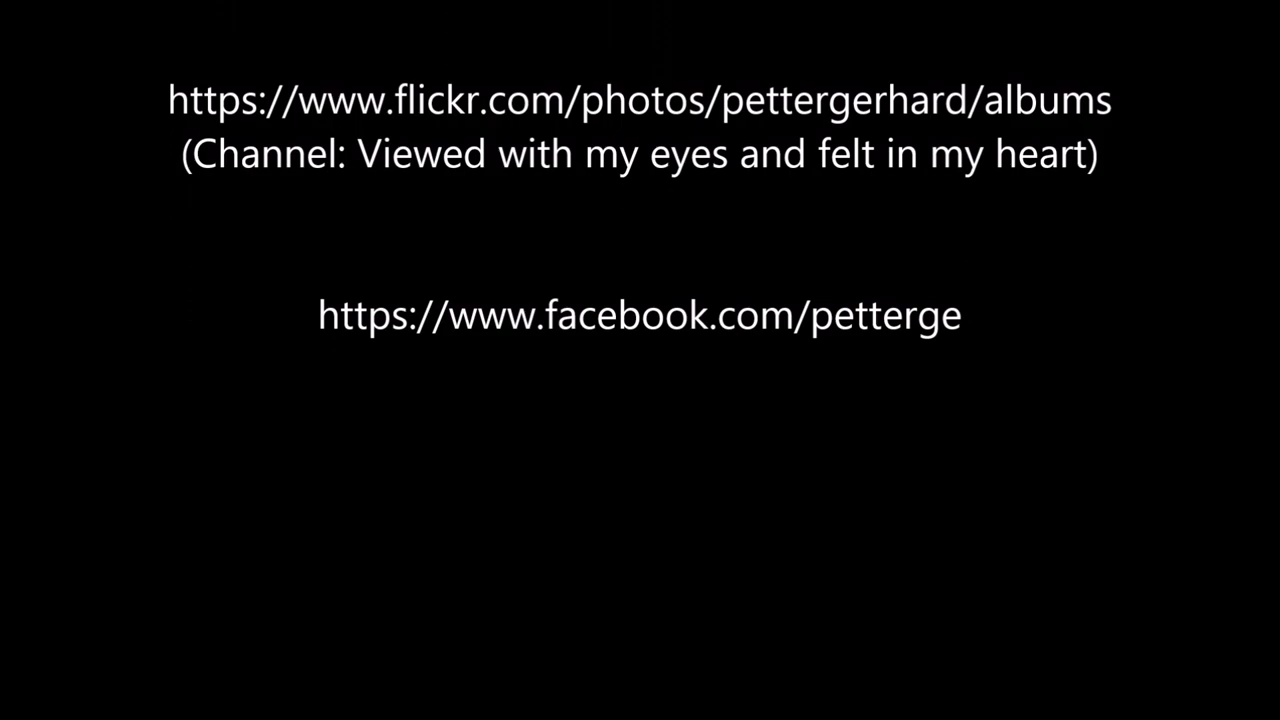 https://www.flickr.com/photos/pettergerhard/albums
(Channel: Viewed with my eyes and felt in my heart)
https://www.facebook.com/petterge